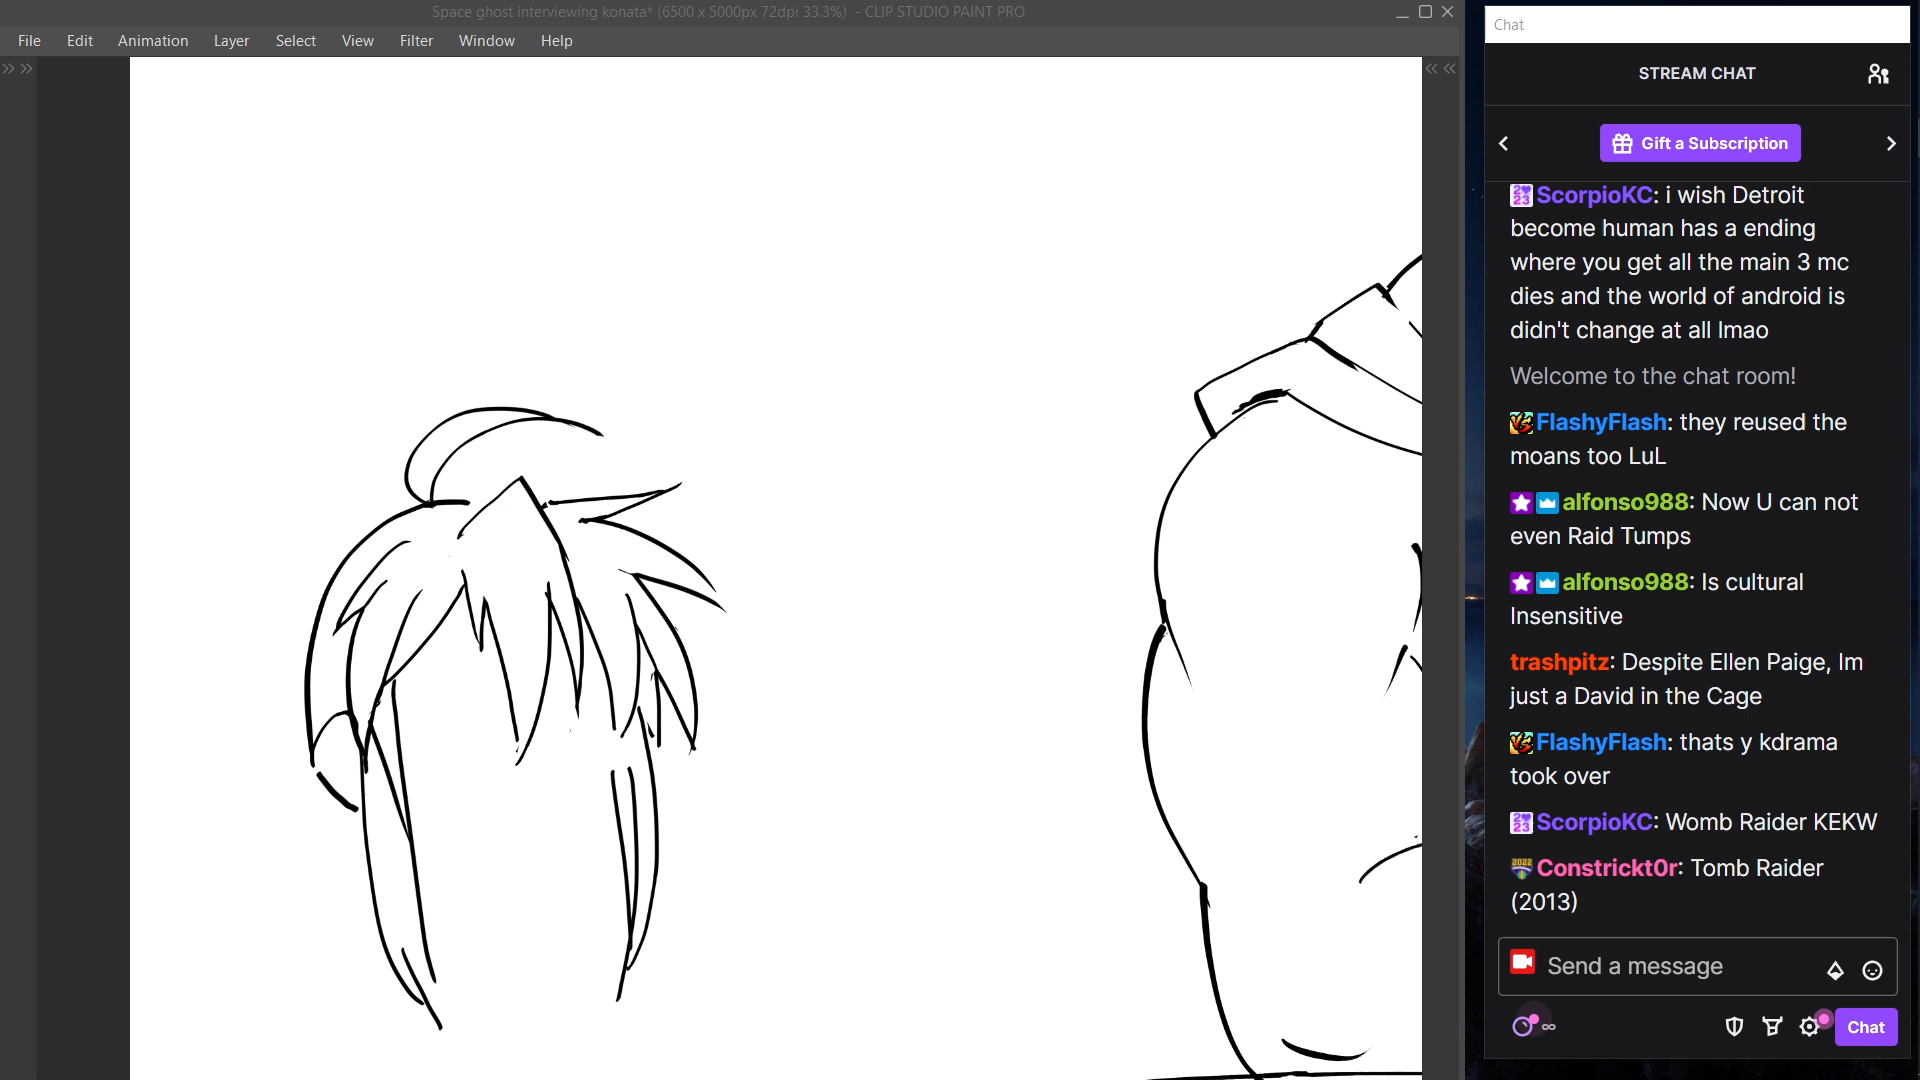 Space ghost interviewing konata* (6500 x 5000px 72dpi 33.3%) - CLIP STUDIO PAINT PRO
File Edit Animation Layer Select View Filter Window Help
Chat
STREAM CHAT
Gift a Subscription
ScorpioKC: i wish Detroit
become human has a ending
where you get all the main 3 mc
dies and the world of android is
didn't change at all lmao
Welcome to the chat room!
FlashyFlash: they reused the
moans too LuL
alfonso988: Now U can not
even Raid Tumps
alfonso988: Is cultural
Insensitive
trashpitz: Despite Ellen Paige, Im
just a David in the Cage
FlashyFlash: thats y kdrama
took over
ScorpioKC: Womb Raider KEKW
Constrickt0r: Tomb Raider
(2013)
Send a message
Chat